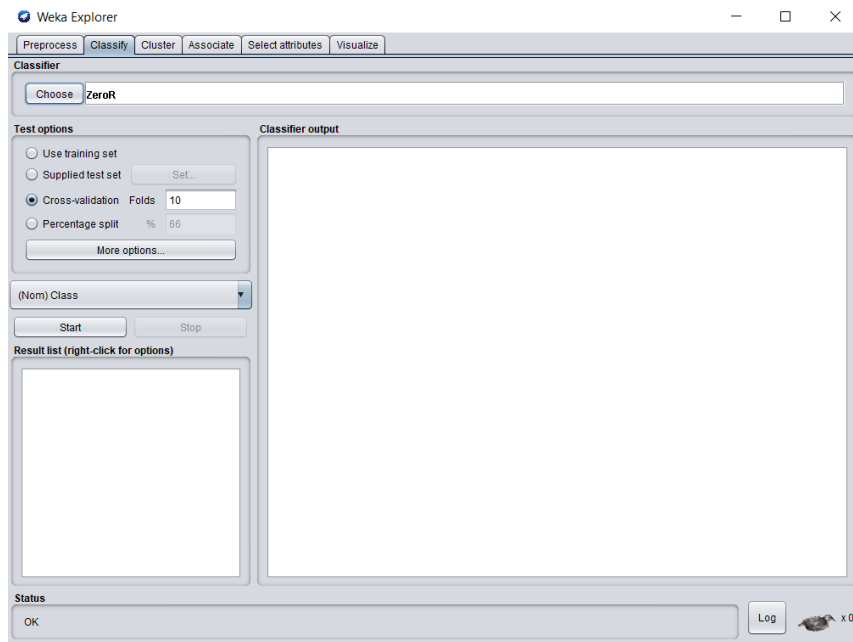 Weka Explorer
Preprocess Classify Cluster Associate Select attributes Visualize
Classifier
Choose ZeroR
Test options
Use training set
Supplied test set Set...
Cross-validation Folds 10
Percentage split % 66
More options...
(Nom) Class
Start Stop
Result list (right-click for options)
Classifier output
Status
OK
Log x 0